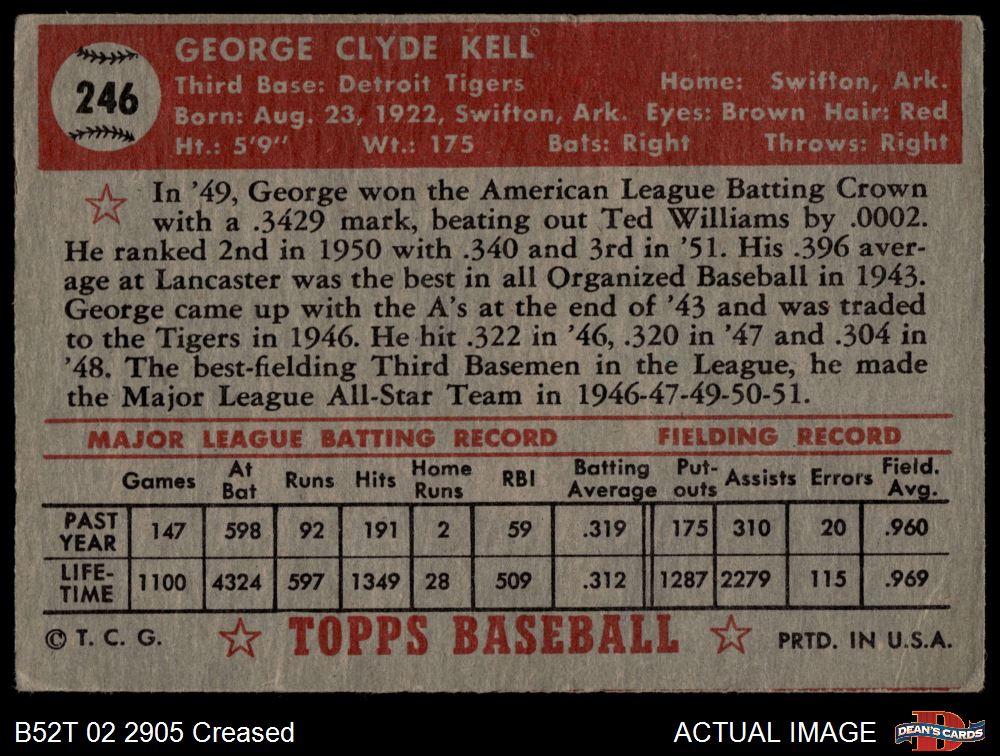 246
GEORGE CLYDE KELL
Third Base: Detroit Tigers Home: Swifton, Ark.
Born: Aug. 23, 1922, Swifton, Ark. Eyes: Brown Hair: Red
Ht.: 5'9" Wt.: 175 Bats: Right Throws: Right
In '49, George won the American League Batting Crown
with a .3429 mark, beating out Ted Williams by .0002.
He ranked 2nd in 1950 with .340 and 3rd in '51. His .396 aver-
age at Lancaster was the best in all Organized Baseball in 1943.
George came up with the A's at the end of '43 and was traded
to the Tigers in 1946. He hit .322 in '46, .320 in '47 and .304 in
'48. The best-fielding Third Basemen in the League, he made
the Major League All-Star Team in 1946-47-49-50-51.
MAJOR LEAGUE BATTING RECORD FIELDING RECORD
Games At Bat Runs Hits Home Runs RBI Batting Average Put-outs Assists Errors Field. Avg.
PAST YEAR 147 598 92 191 2 59 .319 175 310 20 .960
LIFE-TIME 1100 4324 597 1349 28 509 .312 1287 2279 115 .969
© T. C. G. TOPPS BASEBALL PRTD. IN U.S.A.
B52T 02 2905 Creased ACTUAL IMAGE D DEAN'S CARDS